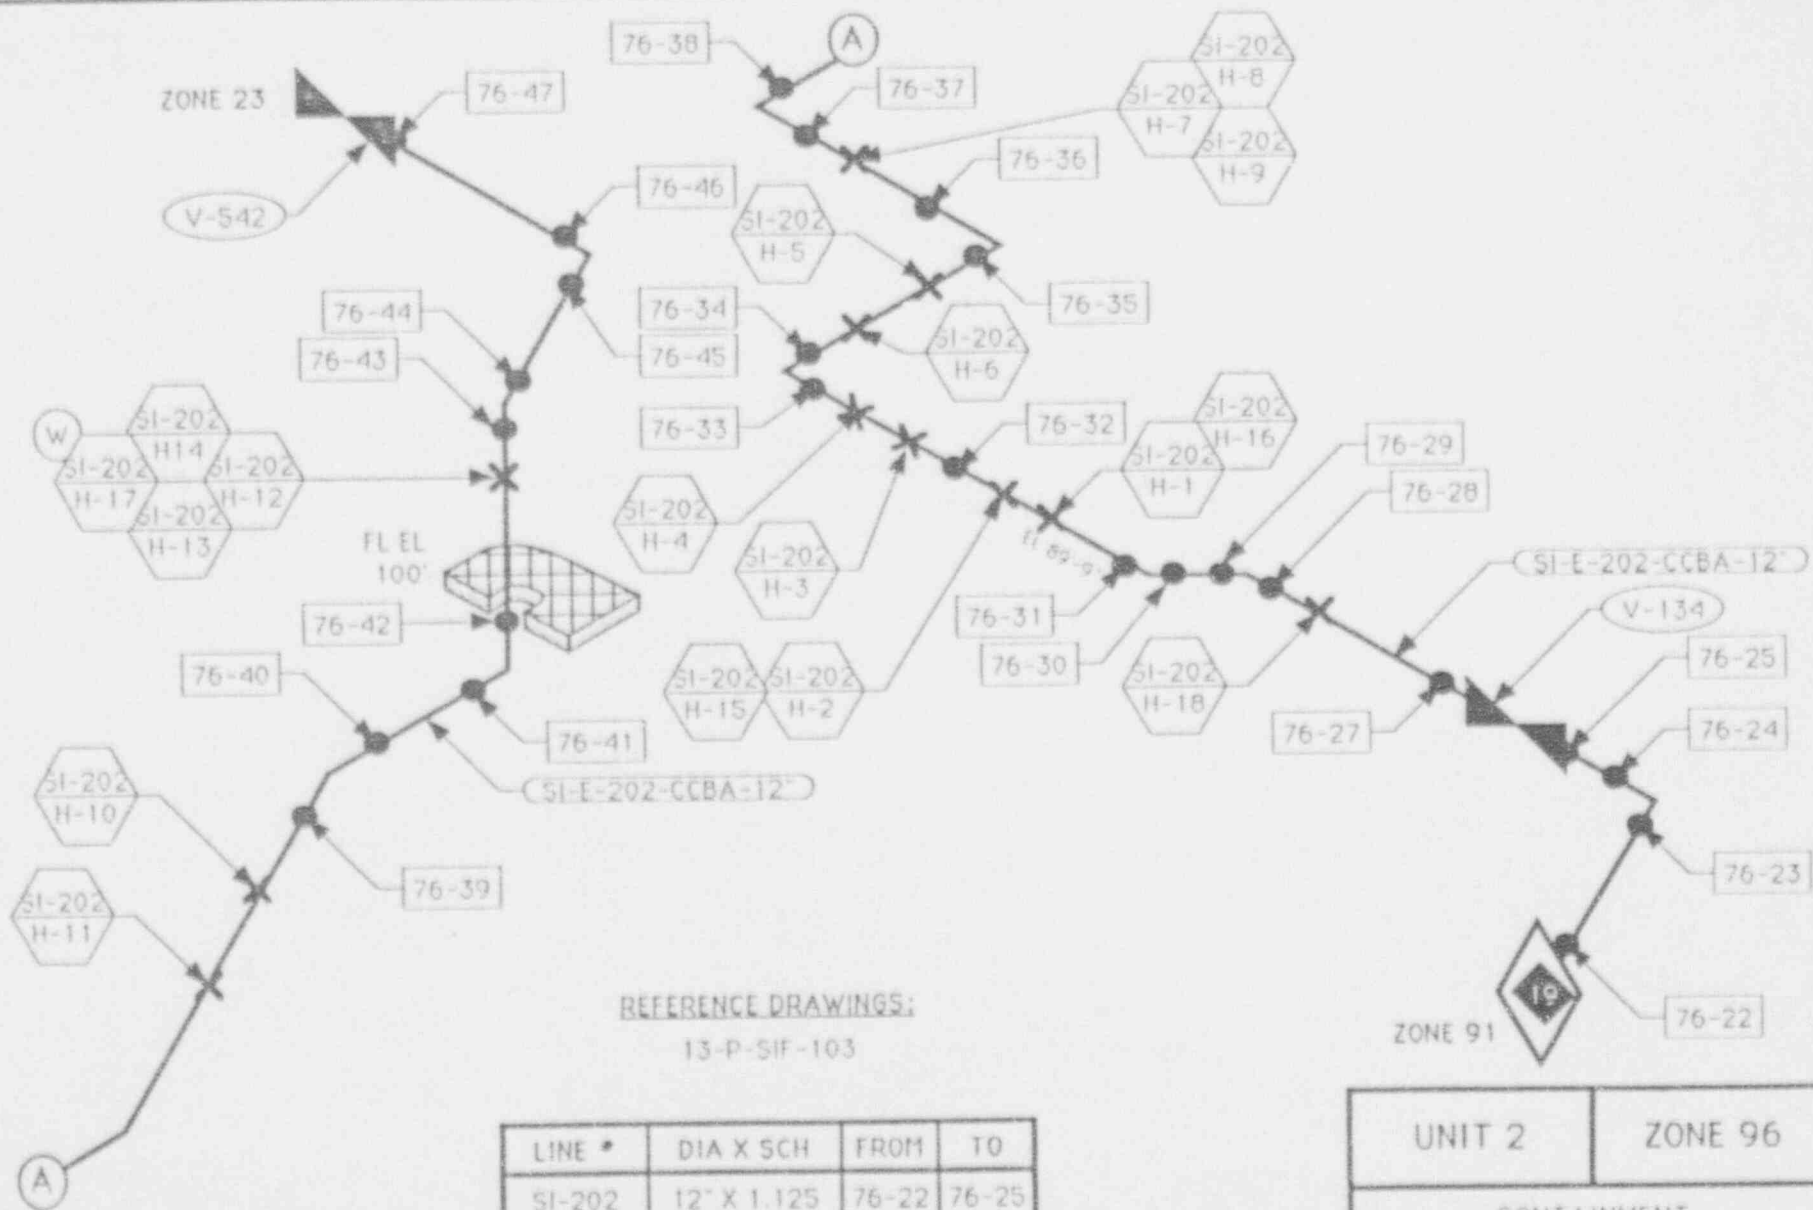 76-38
A
SI-202
H-8
ZONE 23
76-47
76-37
SI-202
H-7
SI-202
H-9
76-36
76-46
V-542
SI-202
H-5
76-44
76-34
76-35
76-43
76-45
SI-202
H-6
W
SI-202
H14
SI-202
H-17
SI-202
H-12
SI-202
H-13
76-33
76-32
SI-202
H-16
SI-202
H-1
76-29
76-28
SI-202
H-4
FL EL
100'
SI-202
H-3
SI-E-202-CCBA-12"
V-134
76-42
76-31
76-30
76-25
76-40
SI-202
H-15
SI-202
H-2
SI-202
H-18
76-41
76-27
76-24
SI-202
H-10
SI-E-202-CCBA-12"
76-39
76-23
SI-202
H-11
REFERENCE DRAWINGS:
13-P-SIF-103
19
ZONE 91
76-22
A
LINE # DIA X SCH FROM TO
SI-202 12" X 1.125 76-22 76-25
UNIT 2 ZONE 96
CONTAINMENT